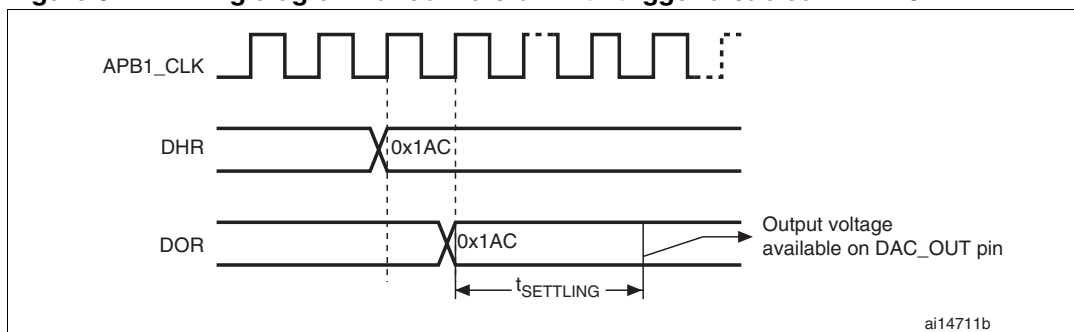 APB1_CLK
DHR
0x1AC
DOR
0x1AC
Output voltage
available on DAC_OUT pin
tSETTLING
ai14711b